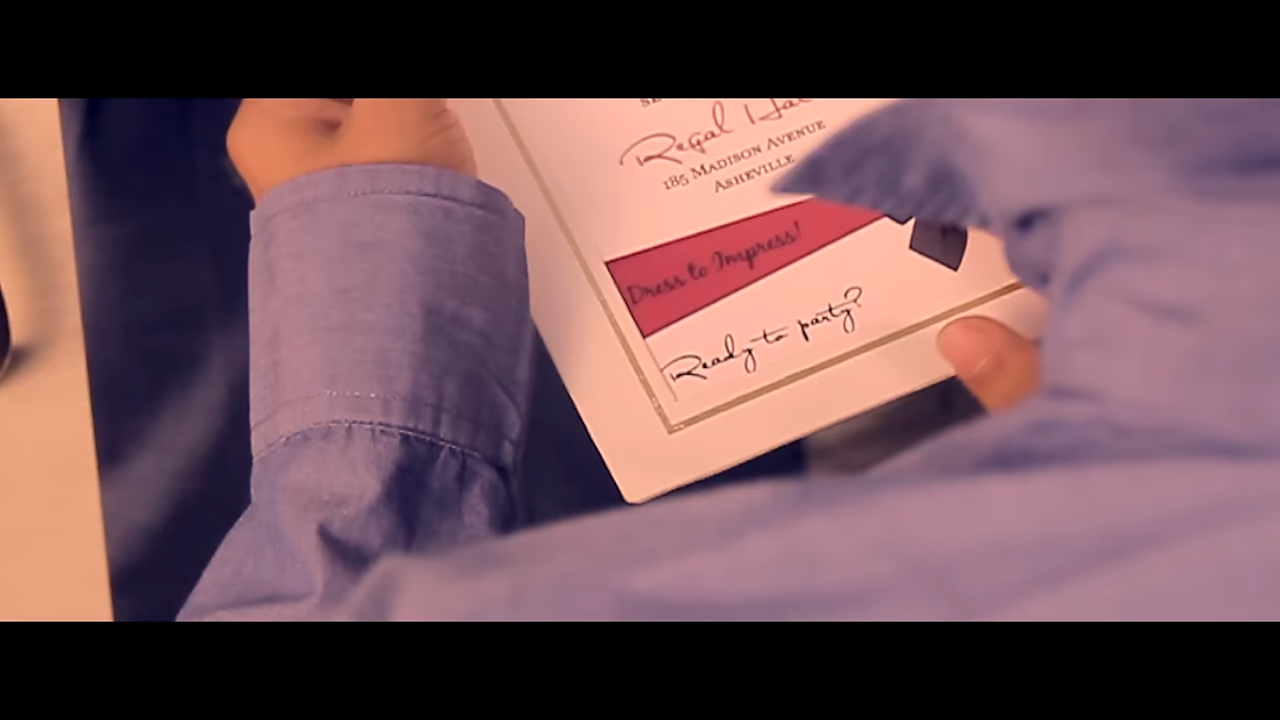 Regal
185 Madison Avenue
Asheville
Dress to Impress!
Ready to party?